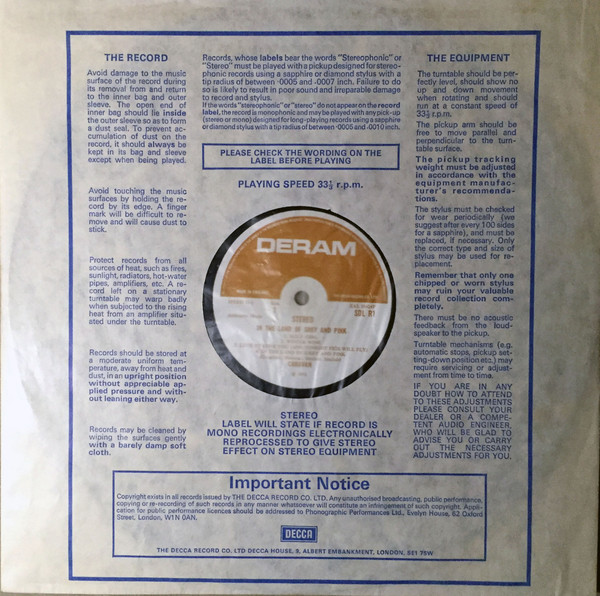 THE RECORD
Avoid damage to the music
surface of the record during
its removal from and return
to the inner bag and outer
sleeve. The open end of
inner bag should lie inside
the outer sleeve so as to form
a dust seal. To prevent ac-
cumulation of dust on the
record, it should always be
kept in its bag and sleeve
except when being played.
Avoid touching the music
surfaces by holding the re-
cord by its edge. A finger
mark will be difficult to re-
move and will cause dust to
stick.
Protect records from all
sources of heat, such as fires,
sunlight, radiators, hot-water
pipes, amplifiers, etc. A re-
cord left on a stationary
turntable may warp badly
when subjected to the rising
heat from an amplifier situ-
ated under the turntable.
Records should be stored at
a moderate uniform tem-
perature, away from heat and
dust, in an upright position
without appreciable ap-
plied pressure and with-
out leaning either way.
Records may be cleaned by
wiping the surfaces gently
with a barely damp soft
cloth.
Records, whose labels bear the words "Stereophonic" or
"Stereo" must be played with a pickup designed for stereo-
phonic records using a sapphire or diamond stylus with a
tip radius of between ·0005 and ·0007 inch. Failure to do
so is likely to result in poor sound and irreparable damage
to record and stylus.
If the words "stereophonic" or "stereo" do not appear on the record
label, the record is monophonic and may be played with any pick-up
(stereo or mono) designed for long-playing records using a sapphire
or diamond stylus with a tip radius of between ·0005-·0010 inch.
PLEASE CHECK THE WORDING ON THE
LABEL BEFORE PLAYING
PLAYING SPEED 33⅓ r.p.m.
DERAM
STEREO
SDL R1
IN THE LAND OF GREY AND PINK
CARAVAN
STEREO
LABEL WILL STATE IF RECORD IS
MONO RECORDINGS ELECTRONICALLY
REPROCESSED TO GIVE STEREO
EFFECT ON STEREO EQUIPMENT
THE EQUIPMENT
The turntable should be per-
fectly level, should show no
up and down movement
when rotating and should
run at a constant speed of
33⅓ r.p.m.
The pickup arm should be
free to move parallel and
perpendicular to the turn-
table surface.
The pickup tracking
weight must be adjusted
in accordance with the
equipment manufac-
turer's recommenda-
tions.
The stylus must be checked
for wear periodically (we
suggest after every 100 sides
for a sapphire), and must be
replaced, if necessary. Only
the correct type and size of
stylus may be used for re-
placement.
Remember that only one
chipped or worn stylus
may ruin your valuable
record collection com-
pletely.
There must be no acoustic
feedback from the loud-
speaker to the pickup.
Turntable mechanisms (e.g.
automatic stops, pickup set-
ting-down position etc.) may
require servicing or adjust-
ment from time to time.
IF YOU ARE IN ANY
DOUBT HOW TO ATTEND
TO THESE ADJUSTMENTS
PLEASE CONSULT YOUR
DEALER OR A COMPE-
TENT AUDIO ENGINEER,
WHO WILL BE GLAD TO
ADVISE YOU OR CARRY
OUT THE NECESSARY
ADJUSTMENTS FOR YOU.
Important Notice
Copyright exists in all records issued by THE DECCA RECORD CO. LTD. Any unauthorised broadcasting, public performance,
copying or re-recording of such records in any manner whatsoever will constitute an infringement of such copyright. Appli-
cation for public performance licences should be addressed to Phonographic Performances Ltd., Evelyn House, 62 Oxford
Street, London, W1N 0AN.
DECCA
THE DECCA RECORD CO. LTD DECCA HOUSE, 9, ALBERT EMBANKMENT, LONDON, SE1 7SW